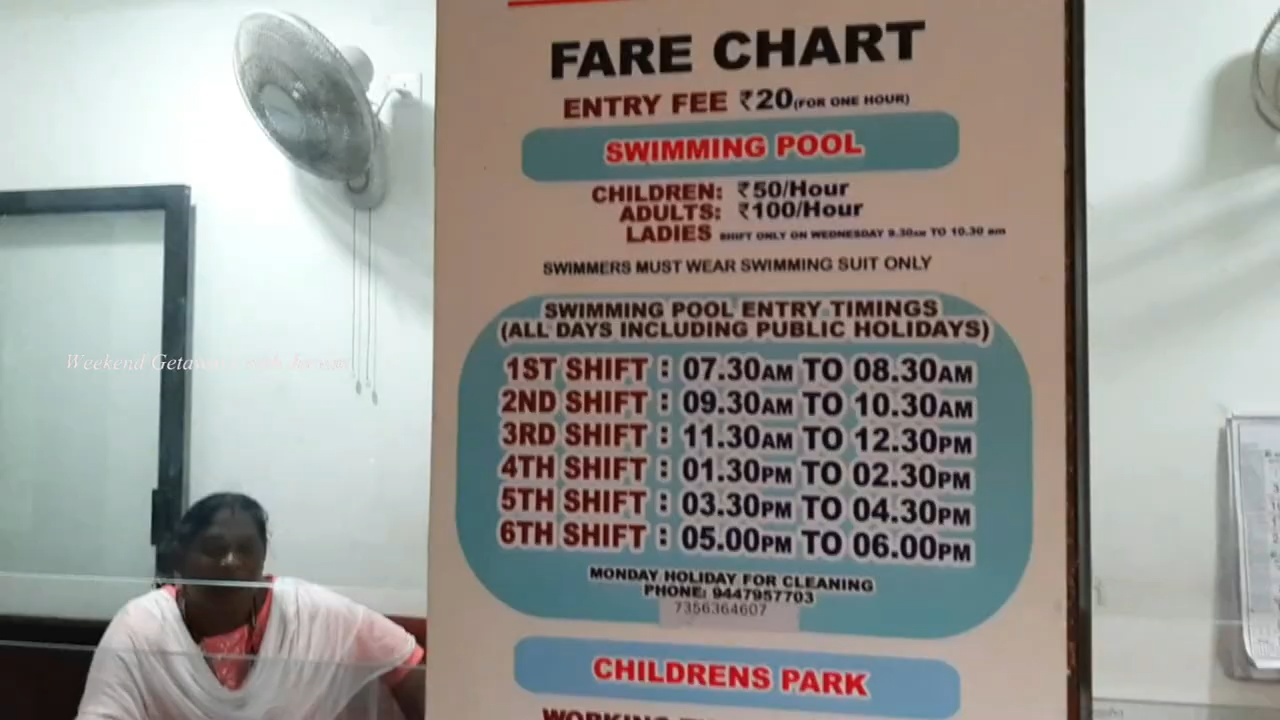 FARE CHART
ENTRY FEE ₹20(FOR ONE HOUR)
SWIMMING POOL
CHILDREN: ₹50/Hour
ADULTS: ₹100/Hour
LADIES SHIFT ONLY ON WEDNESDAY 9.30am TO 10.30 am
SWIMMERS MUST WEAR SWIMMING SUIT ONLY
SWIMMING POOL ENTRY TIMINGS
(ALL DAYS INCLUDING PUBLIC HOLIDAYS)
1ST SHIFT : 07.30AM TO 08.30AM
2ND SHIFT : 09.30AM TO 10.30AM
3RD SHIFT : 11.30AM TO 12.30PM
4TH SHIFT : 01.30PM TO 02.30PM
5TH SHIFT : 03.30PM TO 04.30PM
6TH SHIFT : 05.00PM TO 06.00PM
MONDAY HOLIDAY FOR CLEANING
PHONE: 9447957703
7356364607
CHILDRENS PARK
Weekend